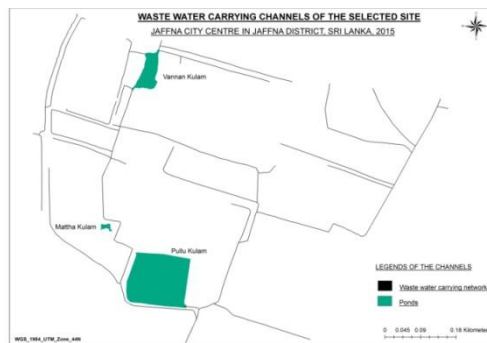 WASTE WATER CARRYING CHANNELS OF THE SELECTED SITE
JAFFNA CITY CENTRE IN JAFFNA DISTRICT, SRI LANKA, 2015
Vannan Kulam
Mattha Kulam
Pullu Kulam
LEGENDS OF THE CHANNELS
Waste water carrying network
Ponds
0 0.045 0.09 0.18 Kilometer
WGS_1984_UTM_Zone_44N